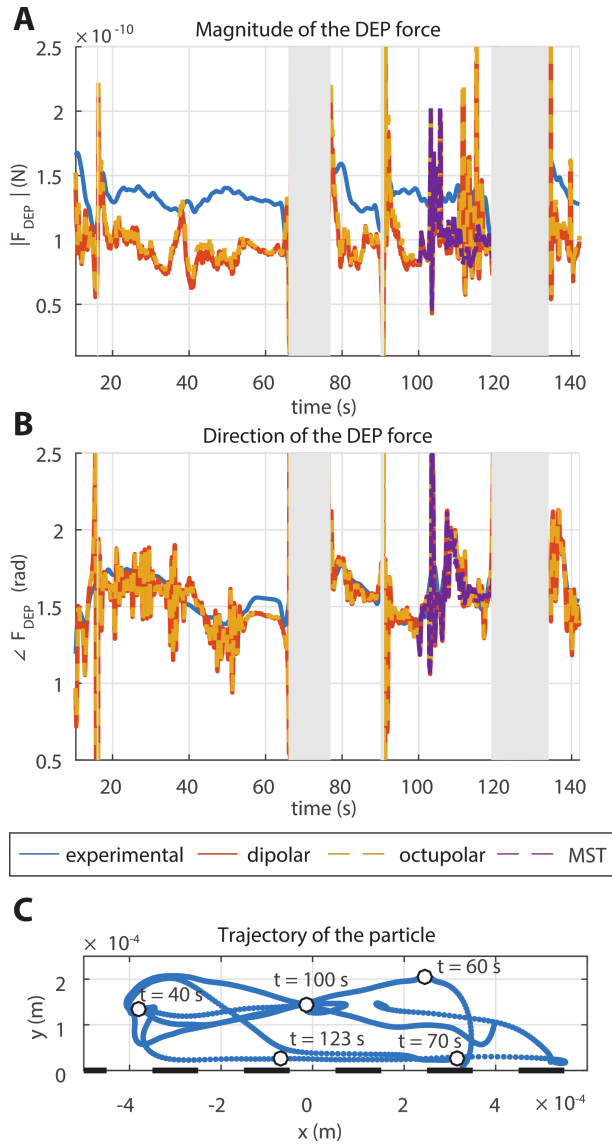 A
× 10⁻¹⁰
Magnitude of the DEP force
2.5
2
1.5
1
0.5
|F_DEP| (N)
20 40 60 80 100 120 140
time (s)
B
Direction of the DEP force
2.5
2
1.5
1
0.5
∠ F_DEP (rad)
20 40 60 80 100 120 140
time (s)
experimental dipolar octupolar MST
C
× 10⁻⁴
Trajectory of the particle
2
1
0
y (m)
t = 40 s
t = 100 s
t = 60 s
t = 123 s
t = 70 s
-4 -2 0 2 4 × 10⁻⁴
x (m)